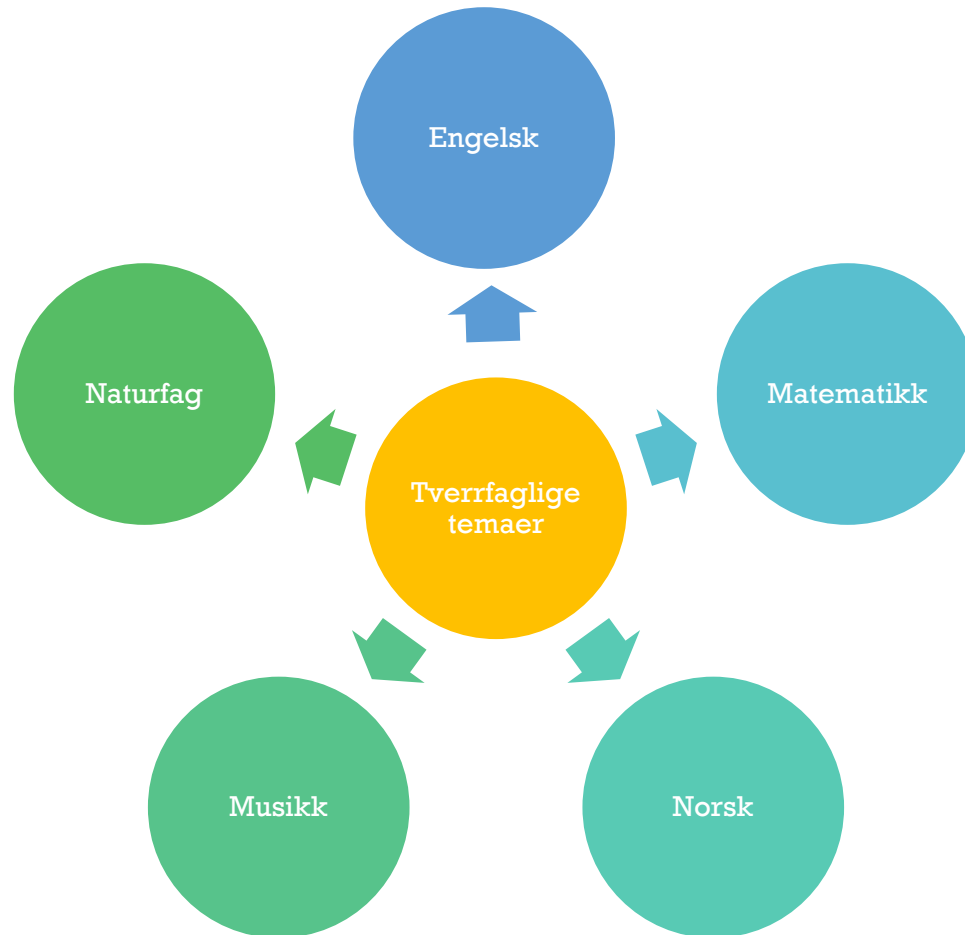 Engelsk
Naturfag
Matematikk
Tverrfaglige
temaer
Musikk
Norsk